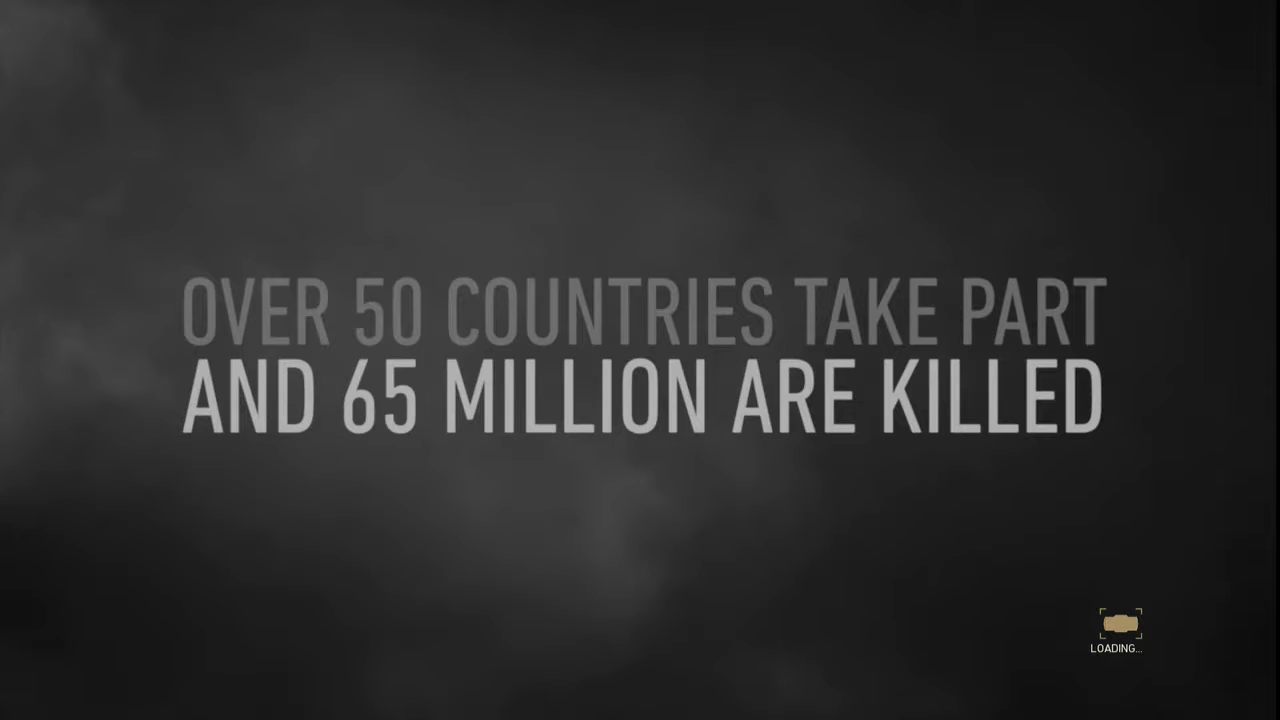 OVER 50 COUNTRIES TAKE PART
AND 65 MILLION ARE KILLED
LOADING...